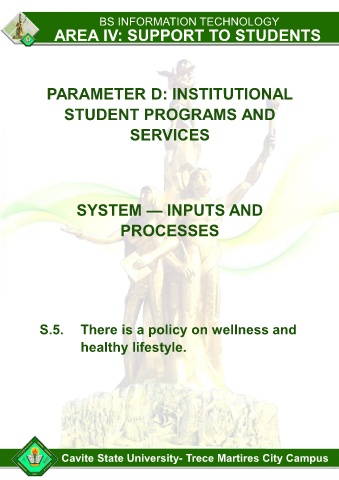 BS INFORMATION TECHNOLOGY
AREA IV: SUPPORT TO STUDENTS
PARAMETER D: INSTITUTIONAL
STUDENT PROGRAMS AND
SERVICES
SYSTEM — INPUTS AND
PROCESSES
S.5. There is a policy on wellness and
healthy lifestyle.
Cavite State University- Trece Martires City Campus